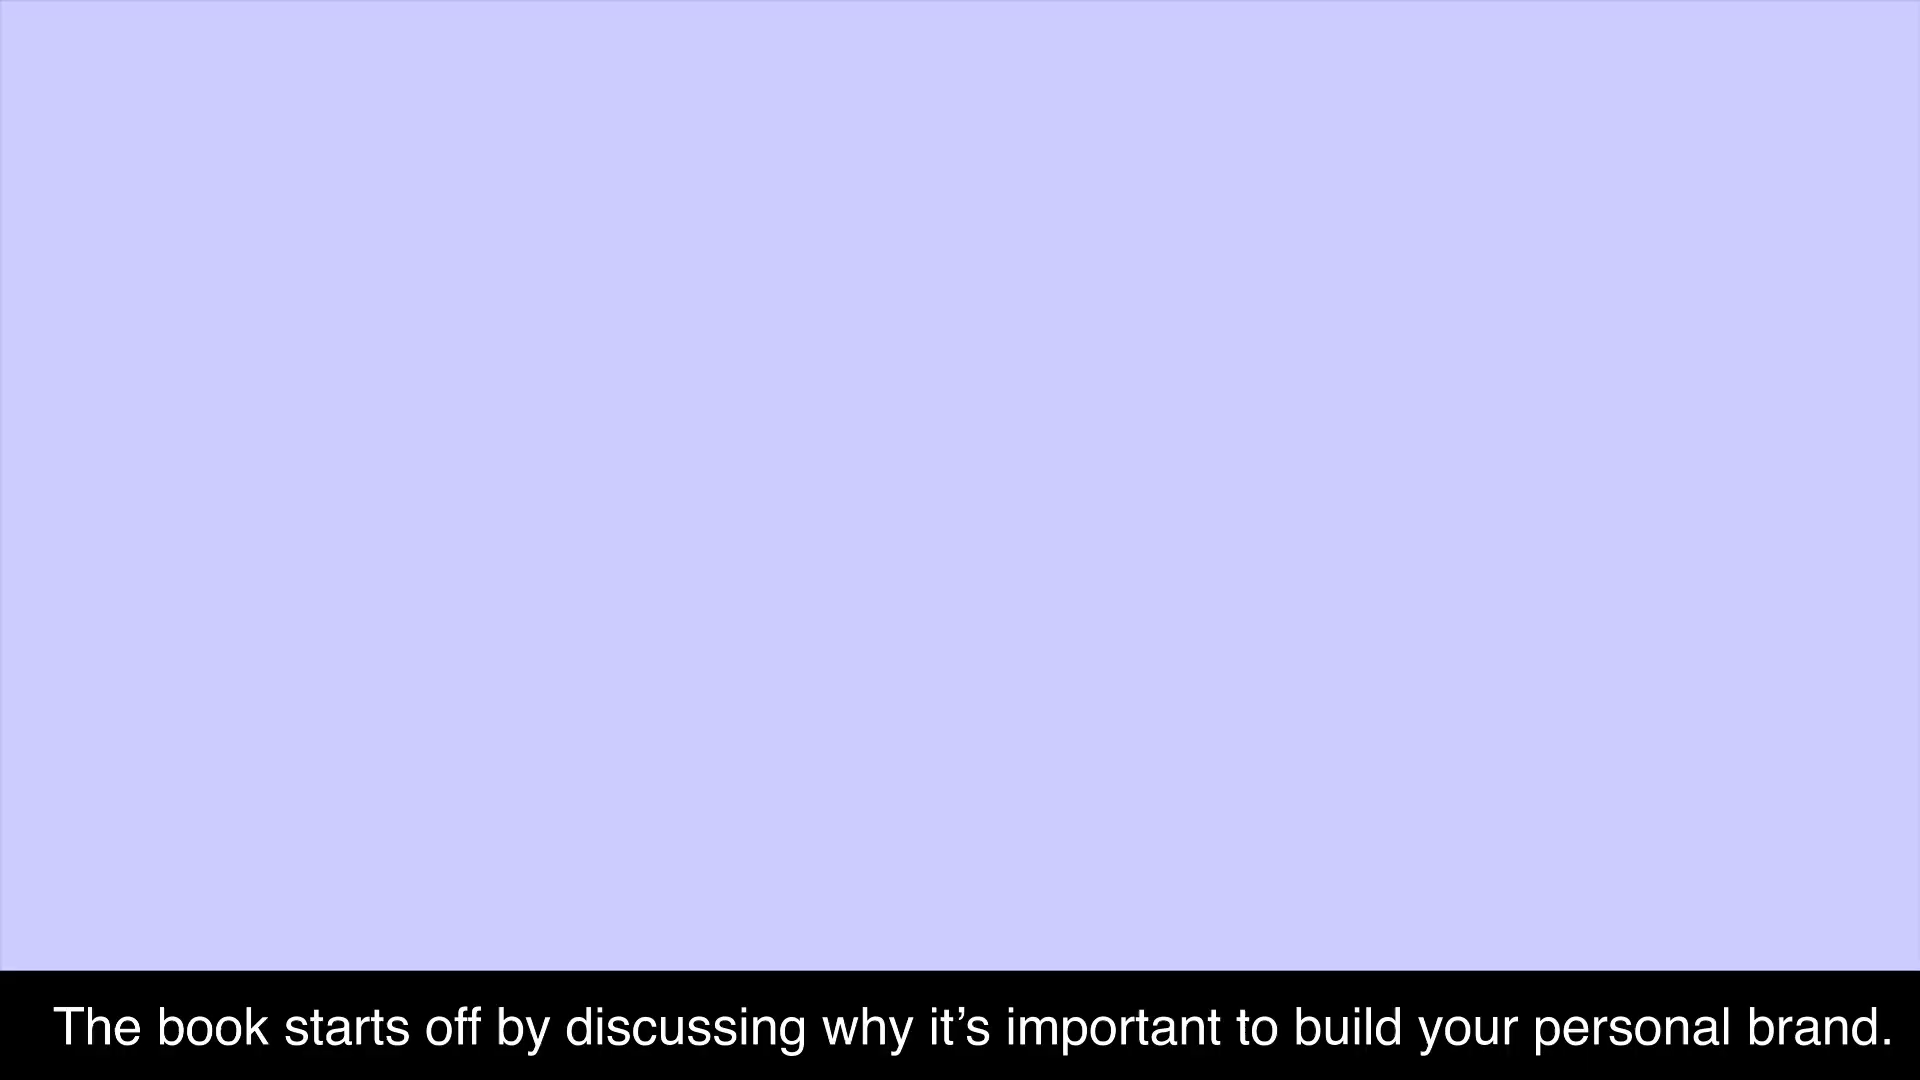 The book starts off by discussing why it’s important to build your personal brand.